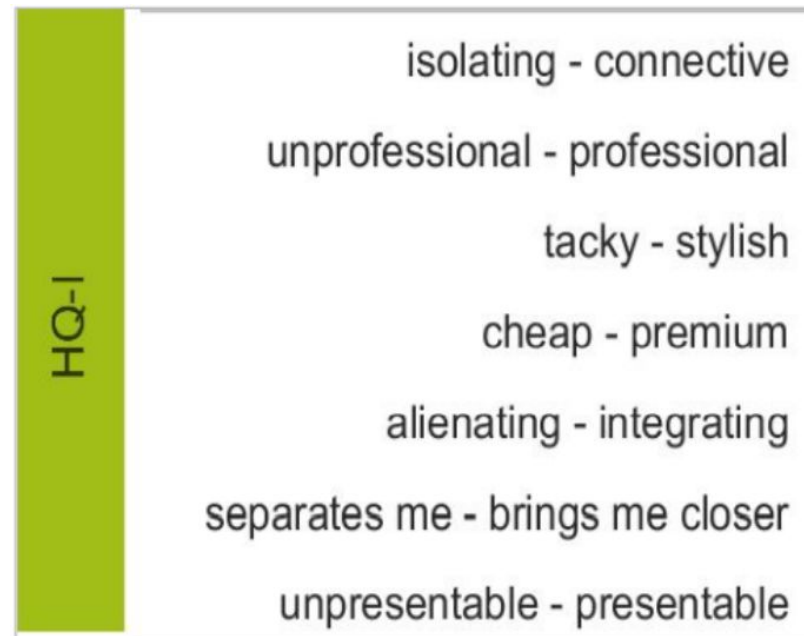 HQ-I
isolating - connective
unprofessional - professional
tacky - stylish
cheap - premium
alienating - integrating
separates me - brings me closer
unpresentable - presentable